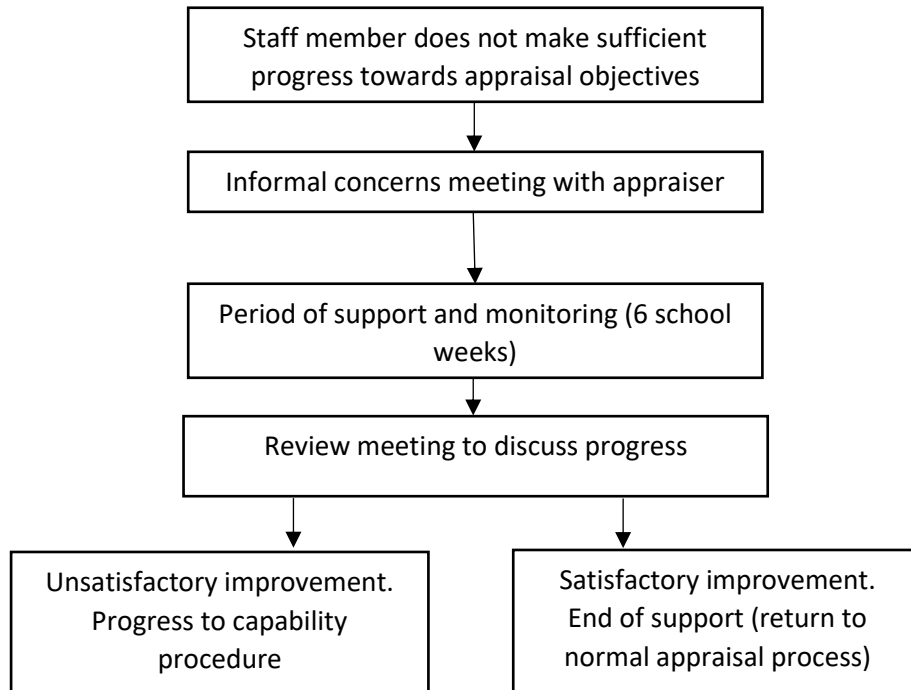 Staff member does not make sufficient
progress towards appraisal objectives
Informal concerns meeting with appraiser
Period of support and monitoring (6 school
weeks)
Review meeting to discuss progress
Unsatisfactory improvement.
Progress to capability
procedure
Satisfactory improvement.
End of support (return to
normal appraisal process)